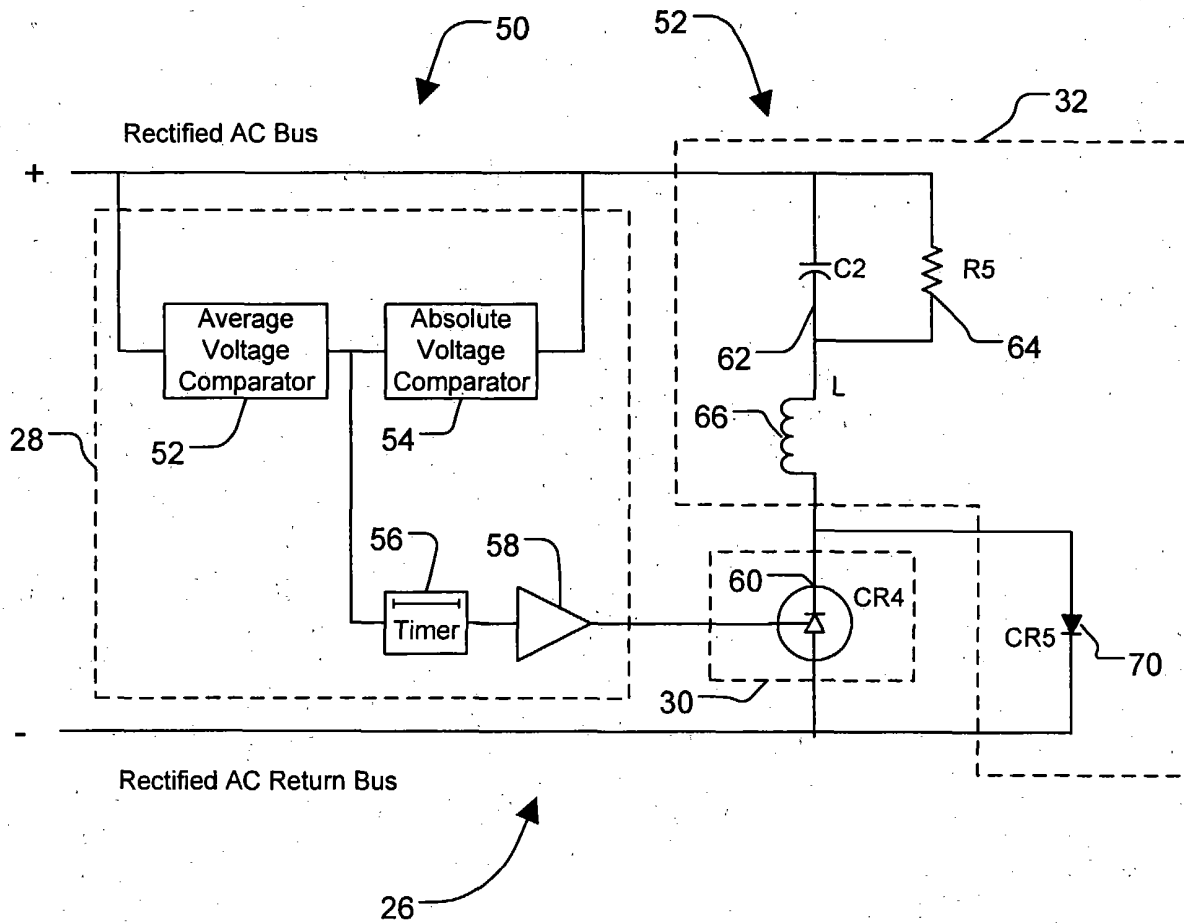 50
52
32
Rectified AC Bus
+
C2
R5
Average
Voltage
Comparator
Absolute
Voltage
Comparator
62
64
L
66
28
52
54
56
58
60
CR4
Timer
CR5
70
30
-
Rectified AC Return Bus
26